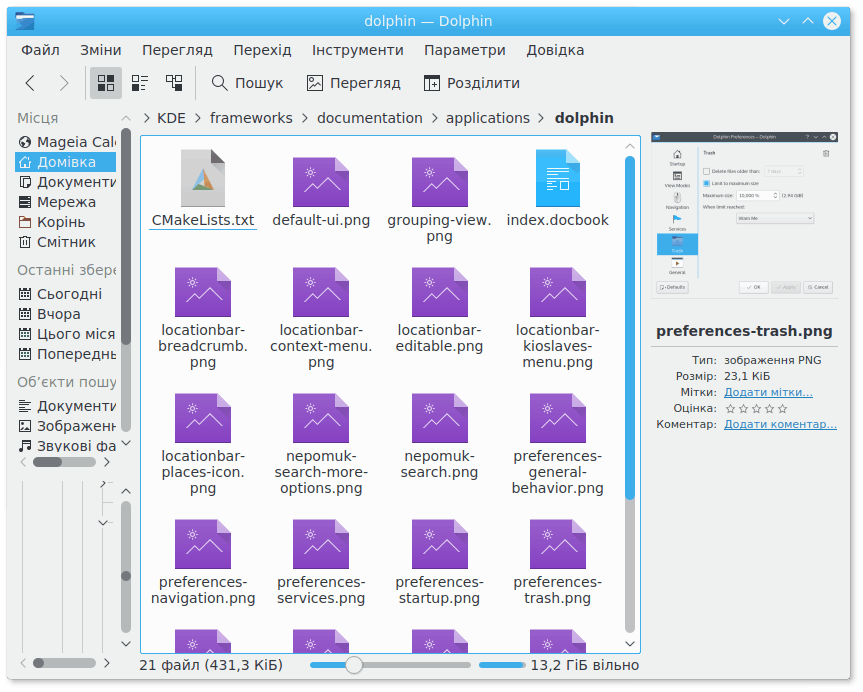 dolphin — Dolphin
Файл Зміни Перегляд Перехід Інструменти Параметри Довідка
Пошук Перегляд Розділити
Місця
Mageia Cal
Домівка
Документи
Мережа
Корінь
Смітник
Останні збере
Сьогодні
Вчора
Цього міся
Попереднь
Об’єкти пошу
Документи
Зображенн
Звукові фа
KDE frameworks documentation applications dolphin
CMakeLists.txt
default-ui.png
grouping-view.
png
index.docbook
locationbar-
breadcrumb.
png
locationbar-
context-menu.
png
locationbar-
editable.png
locationbar-
kioslaves-
menu.png
locationbar-
places-icon.
png
nepomuk-
search-more-
options.png
nepomuk-
search.png
preferences-
general-
behavior.png
preferences-
navigation.png
preferences-
services.png
preferences-
startup.png
preferences-
trash.png
21 файл (431,3 КіБ)
13,2 ГіБ вільно
Dolphin Preferences — Dolphin
Startup
View Modes
Navigation
Services
Trash
General
Trash
Delete files older than:
Limit to maximum size
Maximum size:
When limit reached:
Warn Me
Defaults
OK
Apply
Cancel
preferences-trash.png
Тип: зображення PNG
Розмір: 23,1 КіБ
Мітки: Додати мітки...
Оцінка:
Коментар: Додати коментар...